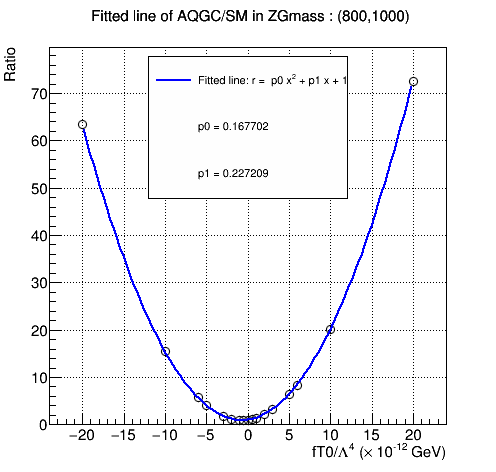 Fitted line of AQGC/SM in ZGmass : (800,1000)
Ratio
Fitted line: r = p0 x² + p1 x + 1
p0 = 0.167702
p1 = 0.227209
70
60
50
40
30
20
10
0
−20 −15 −10 −5 0 5 10 15 20
fT0/Λ⁴ (× 10⁻¹² GeV)